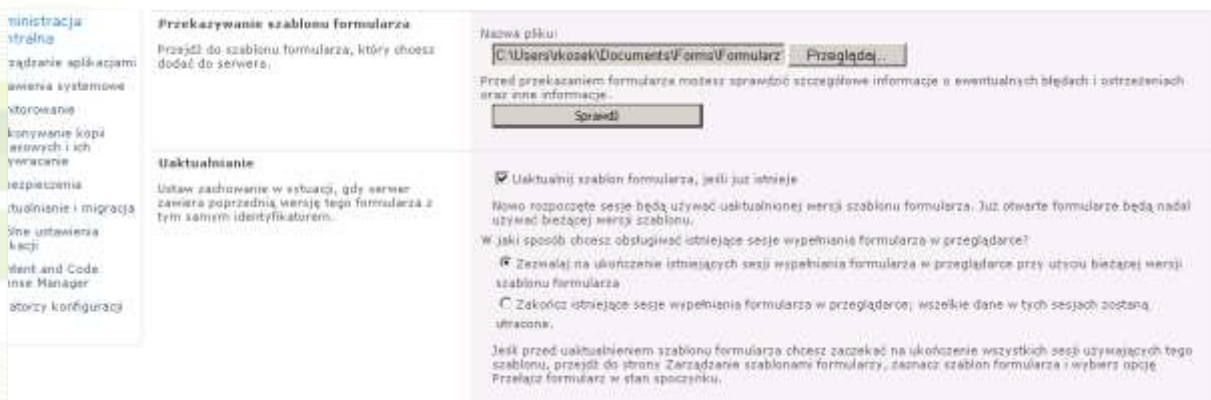 ministracja
ntralna
rządzanie aplikacjami
awienia systemowe
nitorowanie
konywanie kopii
asowych i ich
ywracanie
ezpieczenia
ktualnianie i migracja
ólne ustawienia
ikacji
ntent and Code
ense Manager
atorzy konfiguracji
Przekazywanie szablonu formularza
Przejdź do szablonu formularza, który chcesz
dodać do serwera.
Nazwa pliku:
C:\Users\rkosek\Documents\Forms\Formularz
Przeglądaj...
Przed przekazaniem formularza możesz sprawdzić szczegółowe informacje o ewentualnych błędach i ostrzeżeniach
oraz inne informacje.
Sprawdź
Uaktualnianie
Ustaw zachowanie w sytuacji, gdy serwer
zawiera poprzednią wersję tego formularza z
tym samym identyfikatorem.
Uaktualnij szablon formularza, jeśli już istnieje
Nowo rozpoczęte sesje będą używać uaktualnionej wersji szablonu formularza. Już otwarte formularze będą nadal
używać bieżącej wersji szablonu.
W jaki sposób chcesz obsługiwać istniejące sesje wypełniania formularza w przeglądarce?
Zezwalaj na ukończenie istniejących sesji wypełniania formularza w przeglądarce przy użyciu bieżącej wersji
szablonu formularza
Zakończ istniejące sesje wypełniania formularza w przeglądarce; wszelkie dane w tych sesjach zostaną
utracone.
Jeśli przed uaktualnieniem szablonu formularza chcesz zaczekać na ukończenie wszystkich sesji używających tego
szablonu, przejdź do strony Zarządzanie szablonami formularzy, zaznacz szablon formularza i wybierz opcję
Przełącz formularz w stan spoczynku.